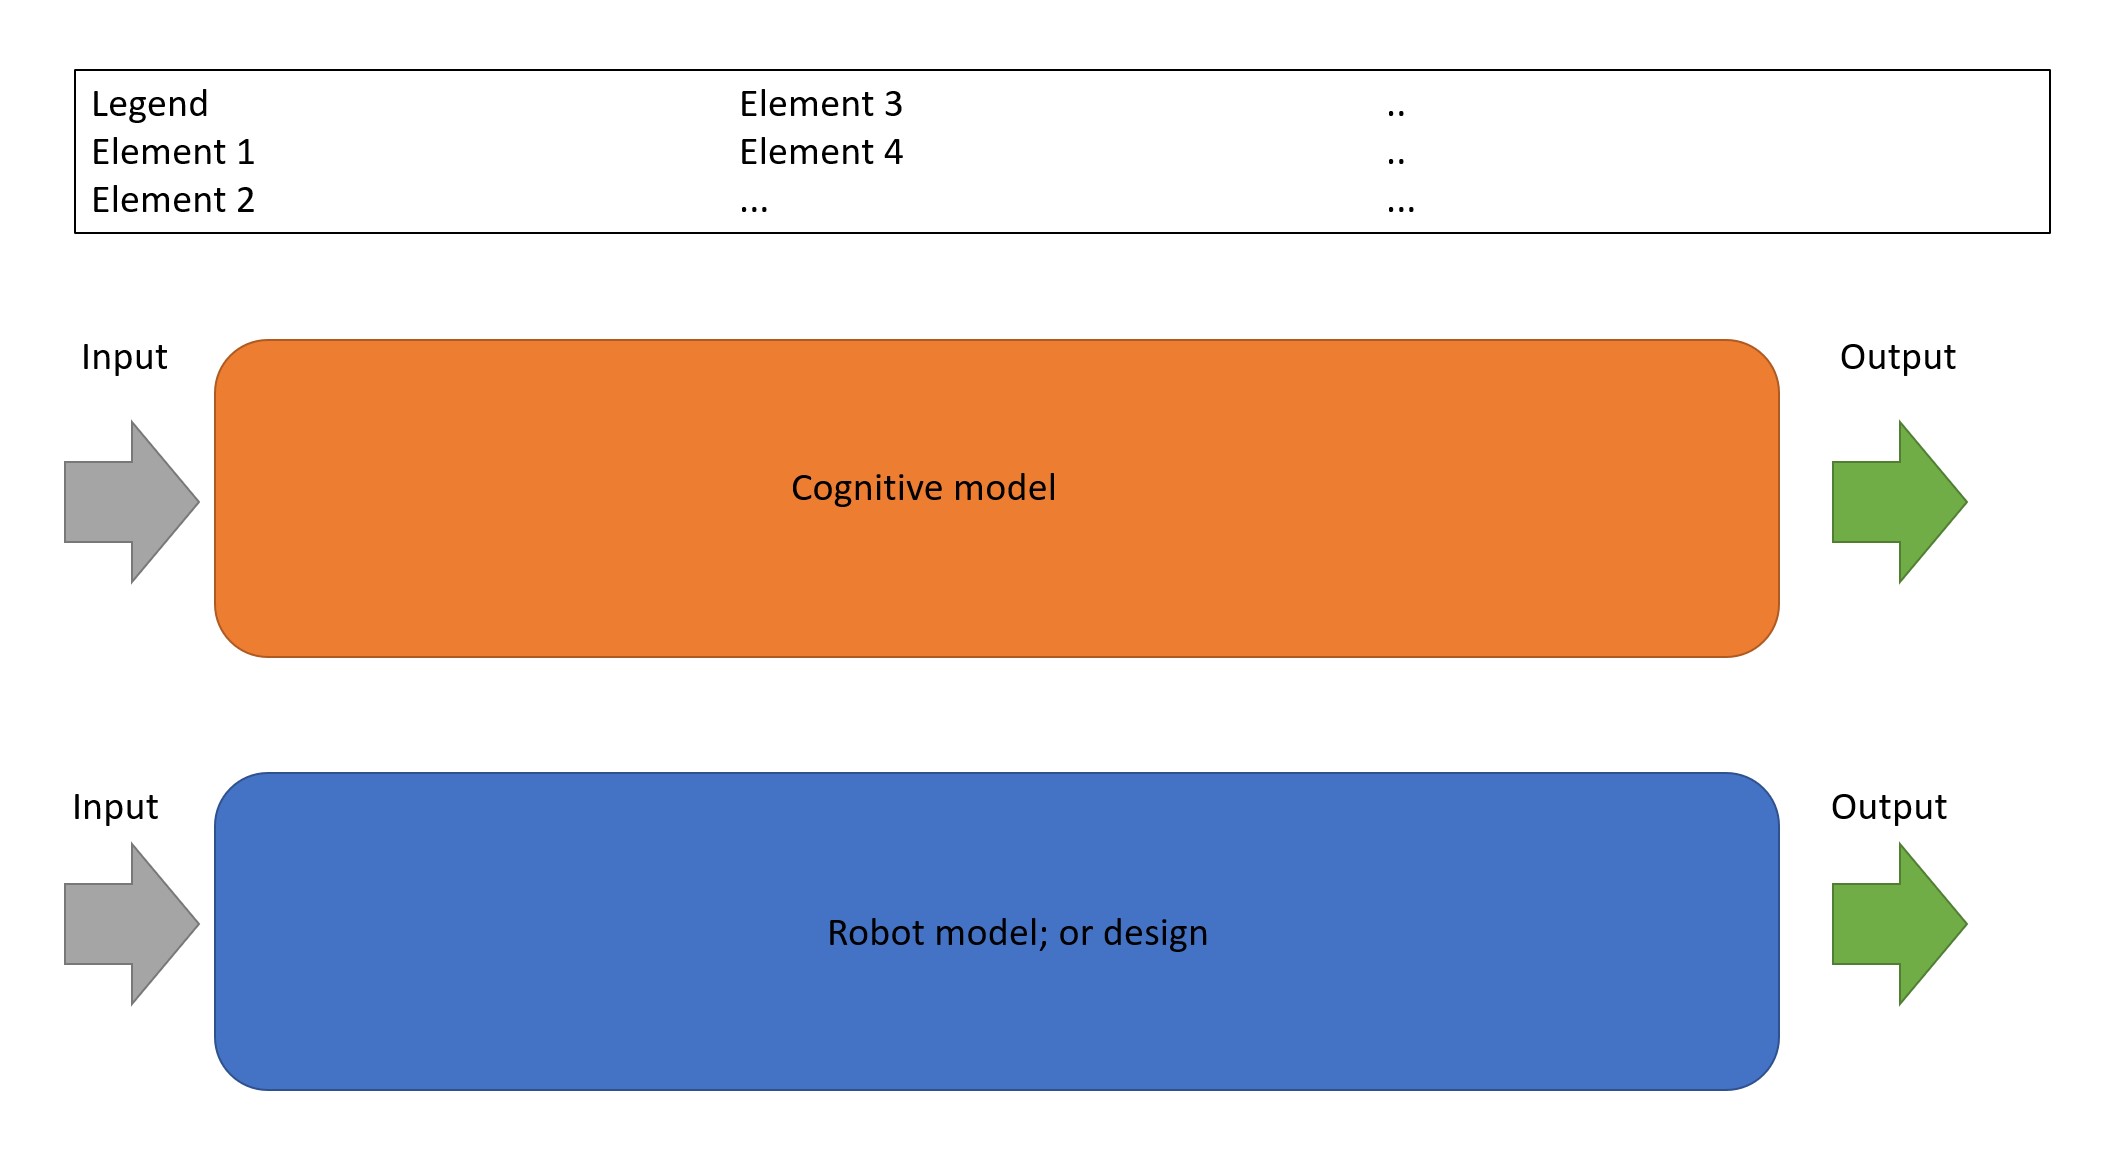 Legend
Element 1
Element 2
Element 3
Element 4
...
..
..
...
Input
Cognitive model
Output
Input
Robot model; or design
Output